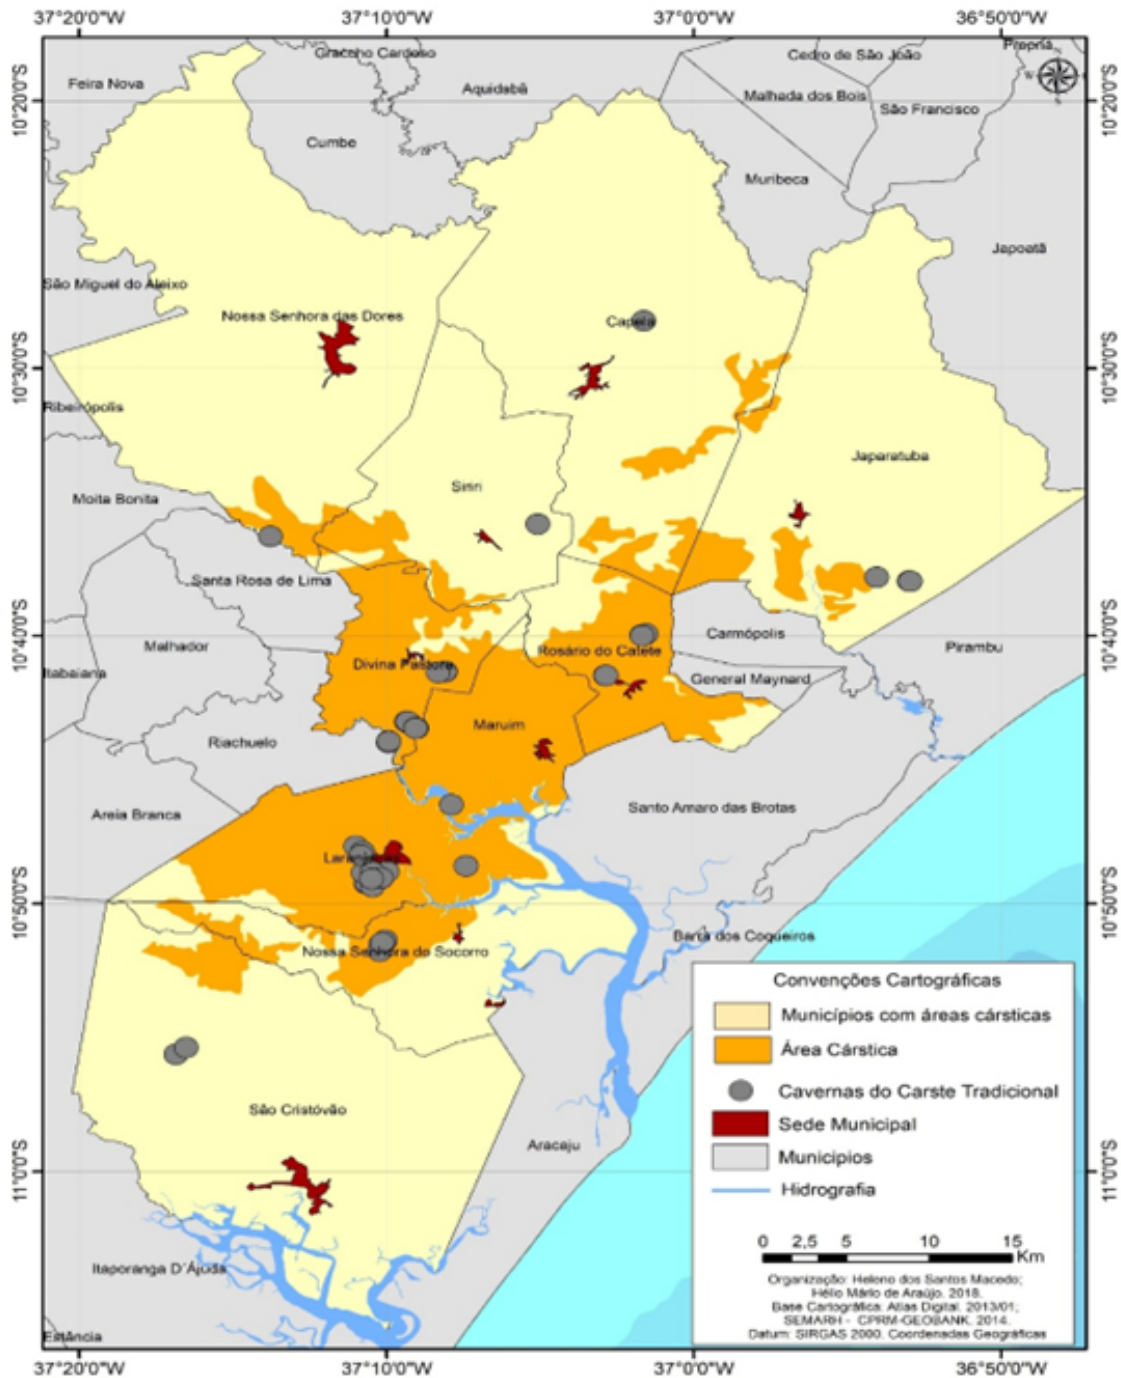 37°20'0"W 37°10'0"W 37°0'0"W 36°50'0"W
Graccho Cardoso
Propriá
Cedro de São João
Feira Nova
Aquidabã
Malhada dos Bois
São Francisco
10°20'0"S 10°20'0"S
Cumbe
Muribeca
Japoatã
São Miguel do Aleixo
Nossa Senhora das Dores
Capela
10°30'0"S 10°30'0"S
Ribeirópolis
Japaratuba
Moita Bonita
Siriri
Santa Rosa de Lima
10°40'0"S 10°40'0"S
Malhador
Carmópolis
Pirambu
Rosário do Catete
Divina Pastora
Itabaiana
General Maynard
Maruim
Riachuelo
Areia Branca
Santo Amaro das Brotas
Laranjeiras
10°50'0"S 10°50'0"S
Barra dos Coqueiros
Nossa Senhora do Socorro
São Cristóvão
Aracaju
11°0'0"S 11°0'0"S
Itaporanga D'Ájuda
Estância
Convenções Cartográficas
Municípios com áreas cársticas
Área Cárstica
Cavernas do Carste Tradicional
Sede Municipal
Municípios
Hidrografia
0 2,5 5 10 15
Km
Organização: Heleno dos Santos Macedo;
Hélio Mário de Araújo. 2018.
Base Cartográfica: Atlas Digital. 2013/01;
SEMARH - CPRM-GEOBANK. 2014.
Datum: SIRGAS 2000. Coordenadas Geográficas
37°20'0"W 37°10'0"W 37°0'0"W 36°50'0"W